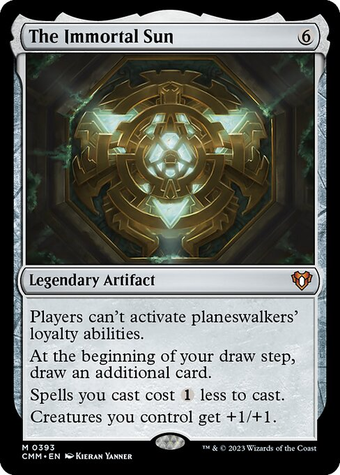 The Immortal Sun 6
Legendary Artifact
Players can't activate planeswalkers'
loyalty abilities.
At the beginning of your draw step,
draw an additional card.
Spells you cast cost 1 less to cast.
Creatures you control get +1/+1.
M 0393
CMM • EN KIERAN YANNER
™ & © 2023 Wizards of the Coast